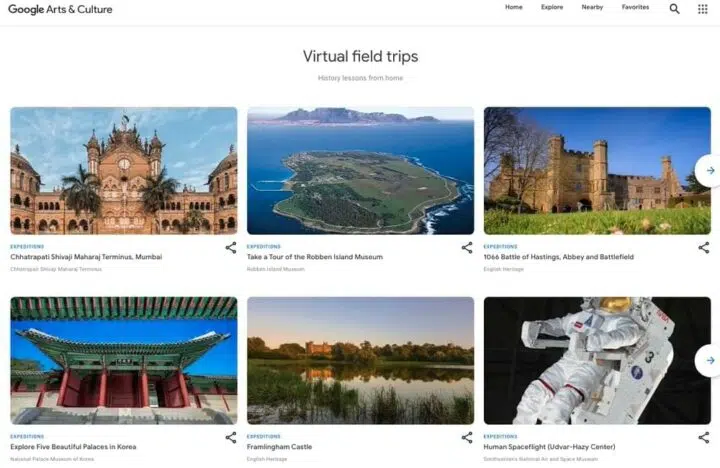 Google Arts & Culture
Home Explore Nearby Favorites
Virtual field trips
History lessons from home
EXPEDITIONS
Chhatrapati Shivaji Maharaj Terminus, Mumbai
Chhatrapati Shivaji Maharaj Terminus
EXPEDITIONS
Take a Tour of the Robben Island Museum
Robben Island Museum
EXPEDITIONS
1066 Battle of Hastings, Abbey and Battlefield
English Heritage
EXPEDITIONS
Explore Five Beautiful Palaces in Korea
National Palace Museum of Korea
EXPEDITIONS
Framlingham Castle
English Heritage
NASA
3
EXPEDITIONS
Human Spaceflight (Udvar-Hazy Center)
Smithsonian's National Air and Space Museum